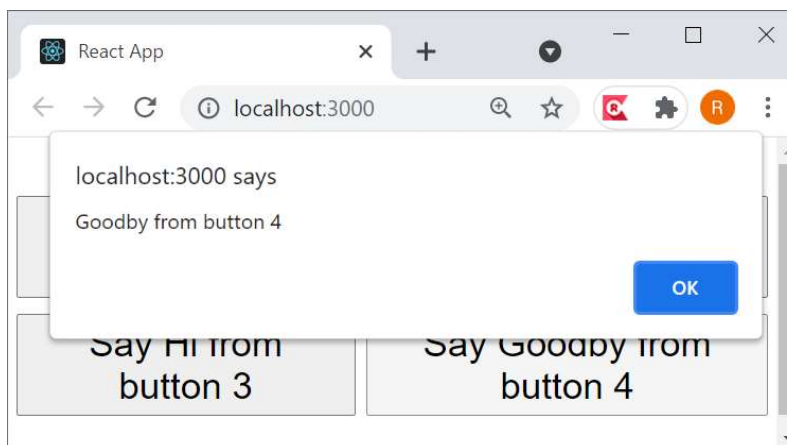 React App
localhost:3000
R
localhost:3000 says
Goodby from button 4
OK
Say Hi from
button 3
Say Goodby from
button 4